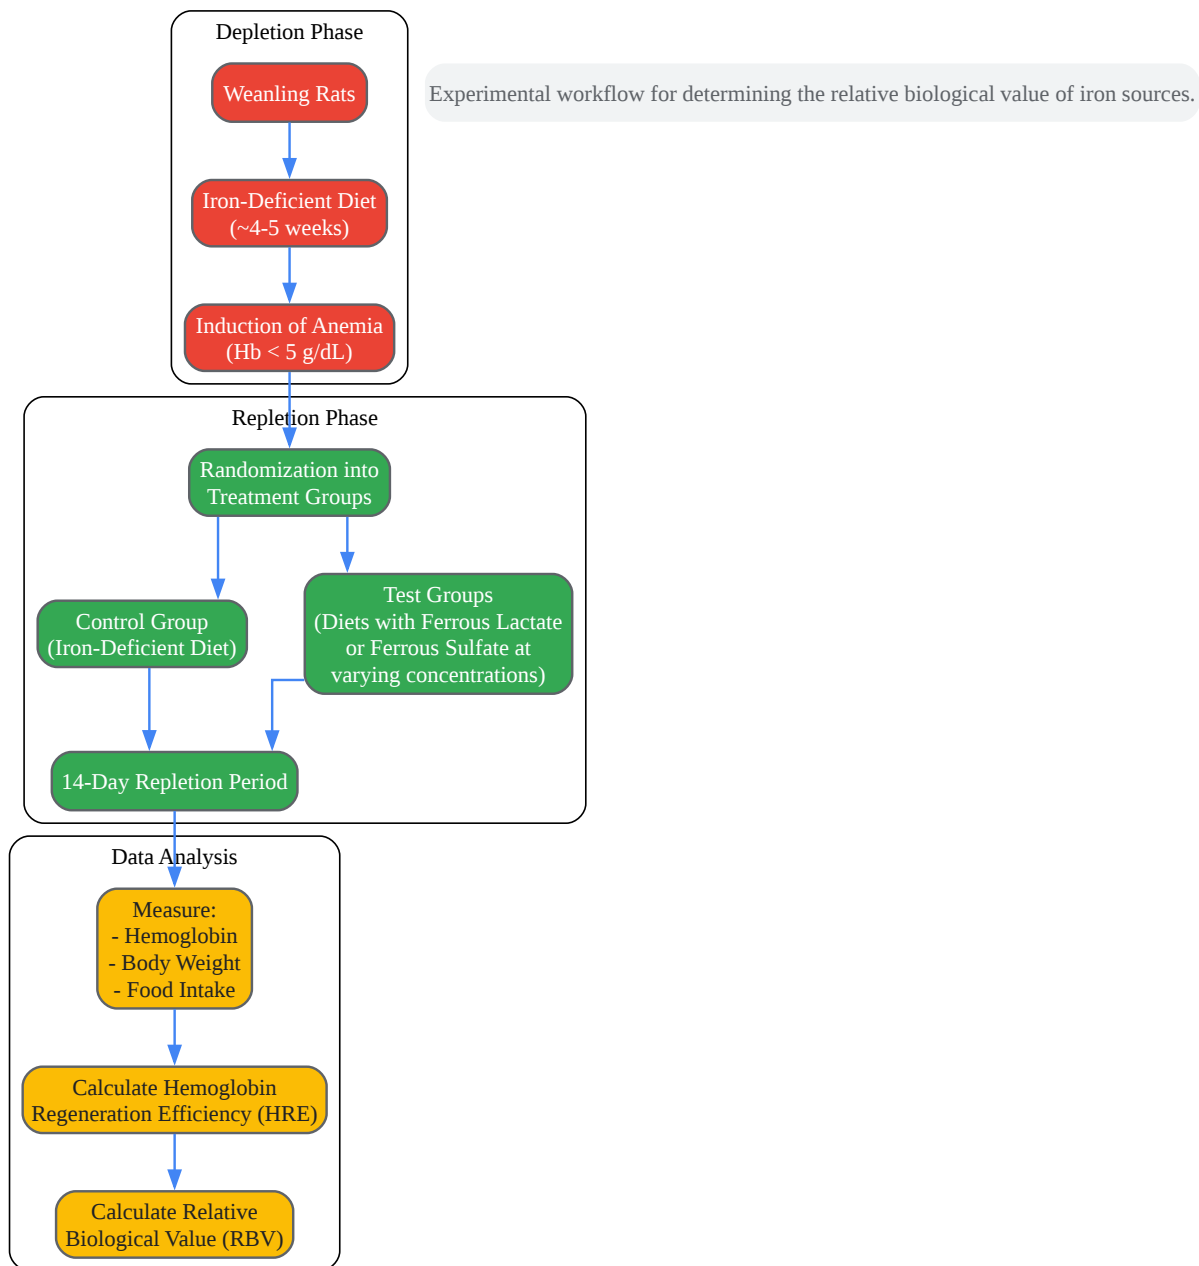 Depletion Phase
Weanling Rats
Experimental workflow for determining the relative biological value of iron sources.
Iron-Deficient Diet
(~4-5 weeks)
Induction of Anemia
(Hb < 5 g/dL)
Repletion Phase
Randomization into
Treatment Groups
Control Group
(Iron-Deficient Diet)
Test Groups
(Diets with Ferrous Lactate
or Ferrous Sulfate at
varying concentrations)
14-Day Repletion Period
Data Analysis
Measure:
- Hemoglobin
- Body Weight
- Food Intake
Calculate Hemoglobin
Regeneration Efficiency (HRE)
Calculate Relative
Biological Value (RBV)